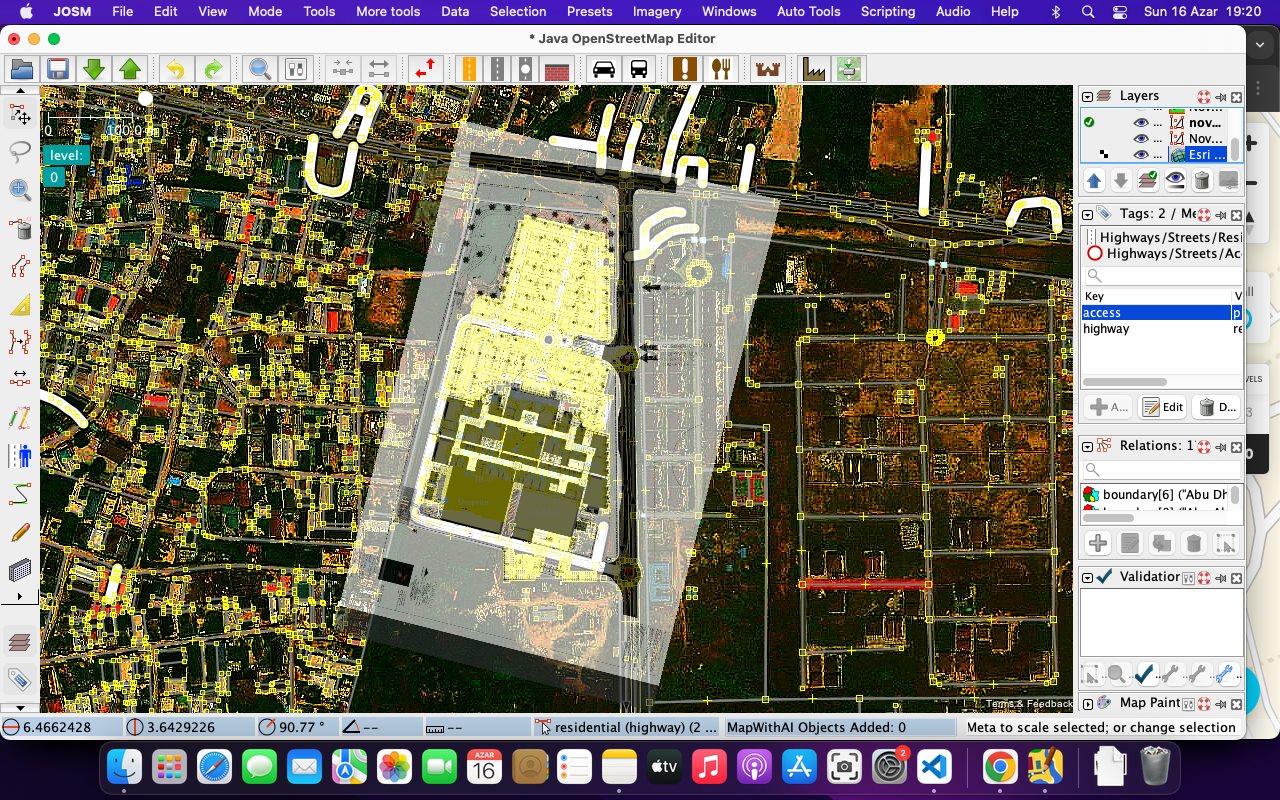 JOSM File Edit View Mode Tools More tools Data Selection Presets Imagery Windows Auto Tools Scripting Audio Help Sun 16 Azar 19:20
* Java OpenStreetMap Editor
0 100.0 m
level:
0
Layers
nov...
Nov...
Esri ...
Tags: 2 / Me
Highways/Streets/Resi
Highways/Streets/Ac
Key V
access p
highway re
A... Edit D...
Relations: 1
boundary[6] ("Abu Dh
Validation
Map Paint
Terms & Feedback
6.4662428 3.6429226 90.77 ° -- -- residential (highway) (2 ... MapWithAI Objects Added: 0 Meta to scale selected; or change selection
AZAR
16
tv
2